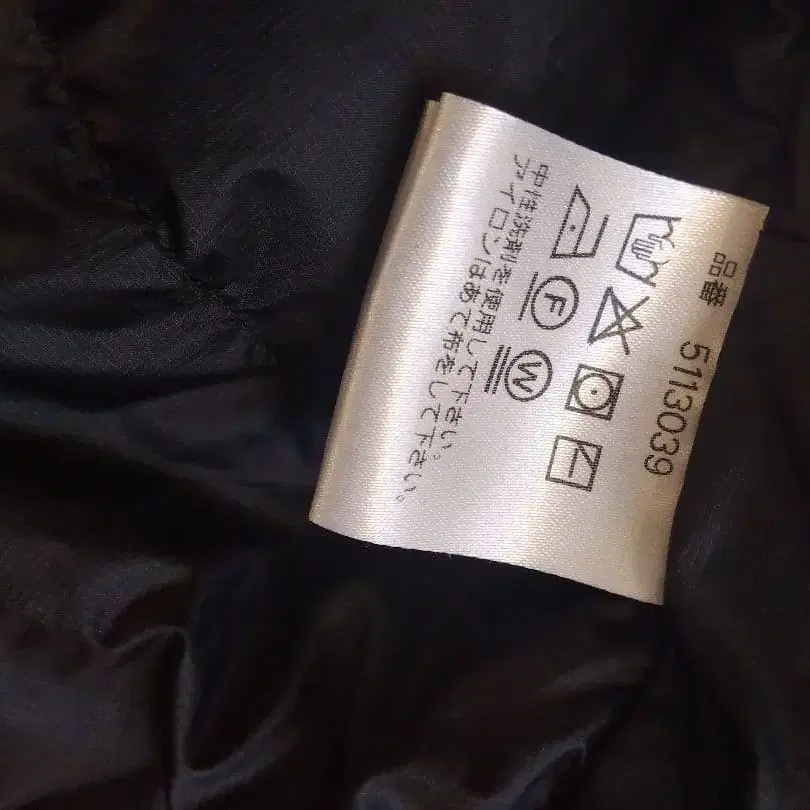 品番 5113039
F W
中性洗剤を使用して下さい。
アイロンはあて布をして下さい。